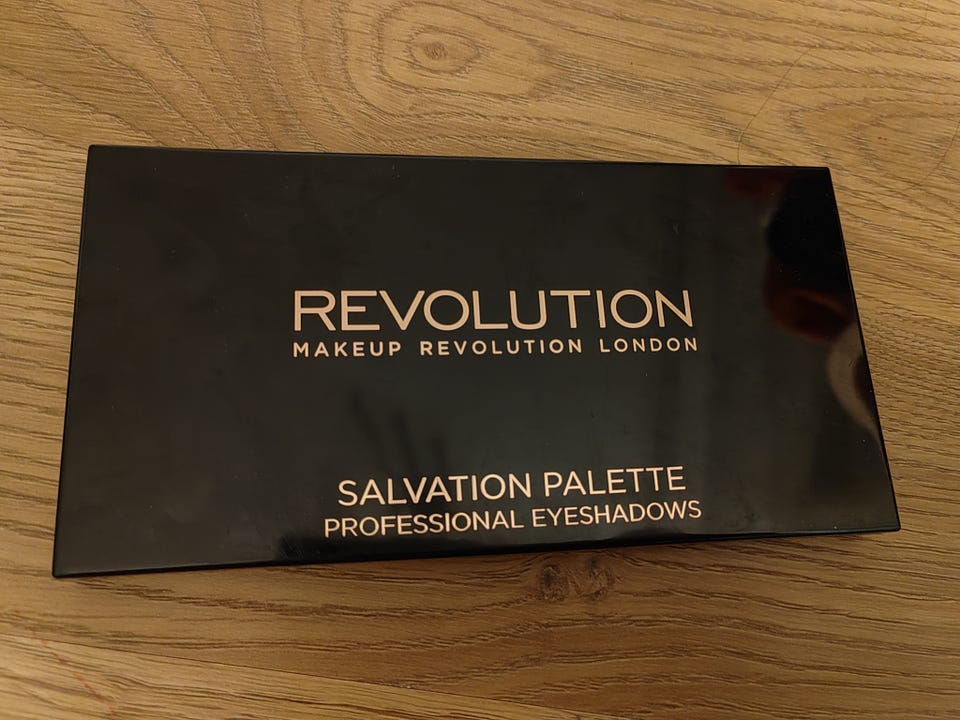 REVOLUTION
MAKEUP REVOLUTION LONDON
SALVATION PALETTE
PROFESSIONAL EYESHADOWS